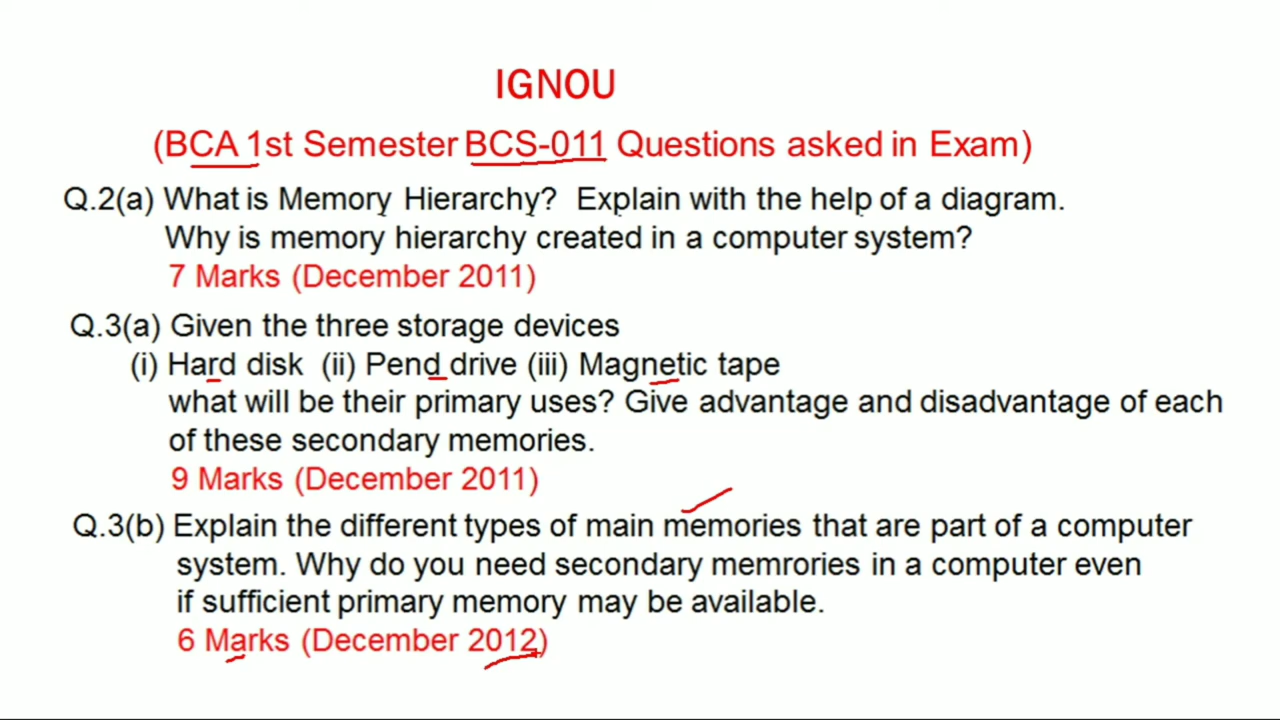 IGNOU
(BCA 1st Semester BCS-011 Questions asked in Exam)
Q.2(a) What is Memory Hierarchy? Explain with the help of a diagram.
Why is memory hierarchy created in a computer system?
7 Marks (December 2011)
Q.3(a) Given the three storage devices
(i) Hard disk (ii) Pend drive (iii) Magnetic tape
what will be their primary uses? Give advantage and disadvantage of each
of these secondary memories.
9 Marks (December 2011)
Q.3(b) Explain the different types of main memories that are part of a computer
system. Why do you need secondary memrories in a computer even
if sufficient primary memory may be available.
6 Marks (December 2012)